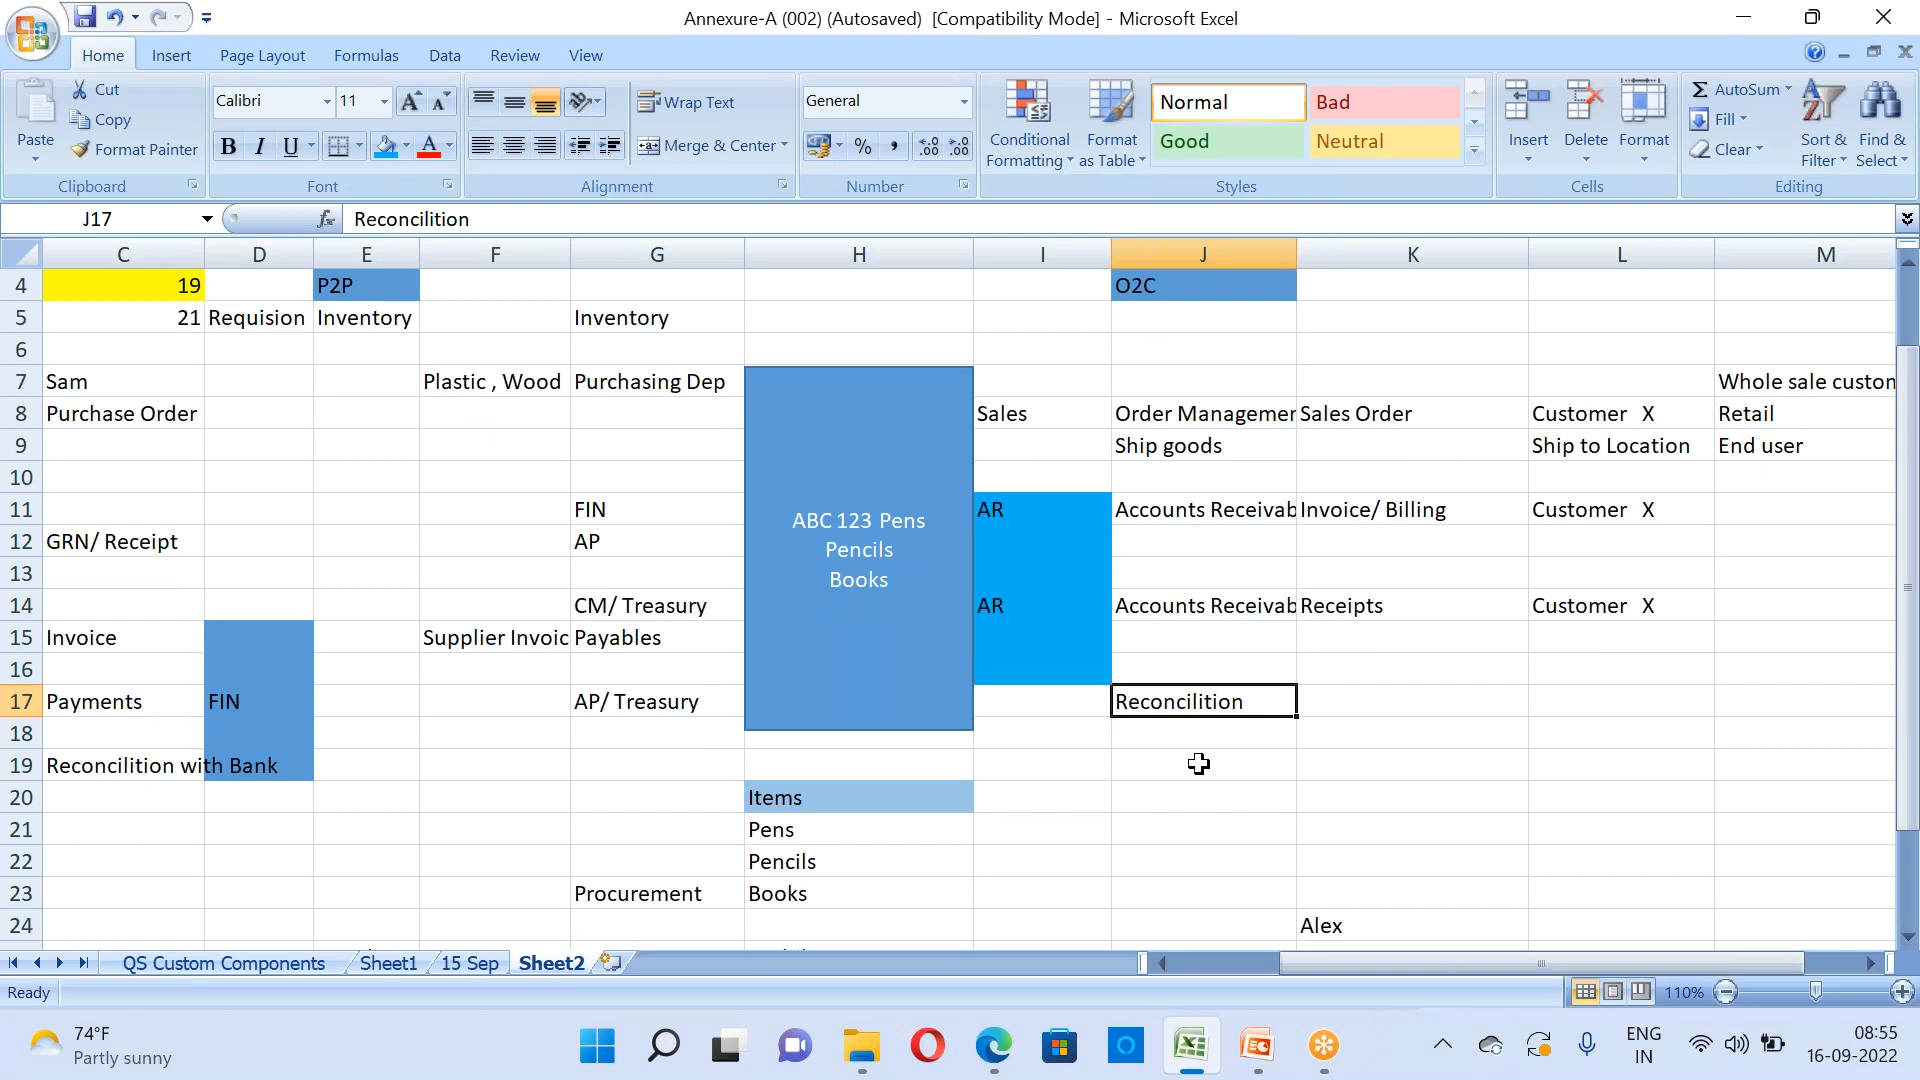 Annexure-A (002) (Autosaved) [Compatibility Mode] - Microsoft Excel
Home Insert Page Layout Formulas Data Review View
Paste
Cut
Copy
Format Painter
Clipboard
Calibri 11
B I U
Font
Wrap Text
Merge & Center
Alignment
General
Number
Conditional Formatting
Format as Table
Normal Bad
Good Neutral
Styles
Insert Delete Format
Cells
AutoSum
Fill
Clear
Sort & Filter
Find & Select
Editing
J17 fx Reconcilition
C D E F G H I J K L M
4 19 P2P O2C
5 21 Requision Inventory Inventory
6
7 Sam Plastic , Wood Purchasing Dep Whole sale custon
8 Purchase Order Sales Order Managemer Sales Order Customer X Retail
9 Ship goods Ship to Location End user
10
11 FIN AR Accounts Receivab Invoice/ Billing Customer X
ABC 123 Pens
Pencils
Books
12 GRN/ Receipt AP
13
14 CM/ Treasury AR Accounts Receivab Receipts Customer X
15 Invoice Supplier Invoic Payables
16
17 Payments FIN AP/ Treasury Reconcilition
18
19 Reconcilition with Bank
20 Items
21 Pens
22 Pencils
23 Procurement Books
24 Alex
QS Custom Components Sheet1 15 Sep Sheet2
Ready 110%
74°F
Partly sunny
ENG
IN
08:55
16-09-2022